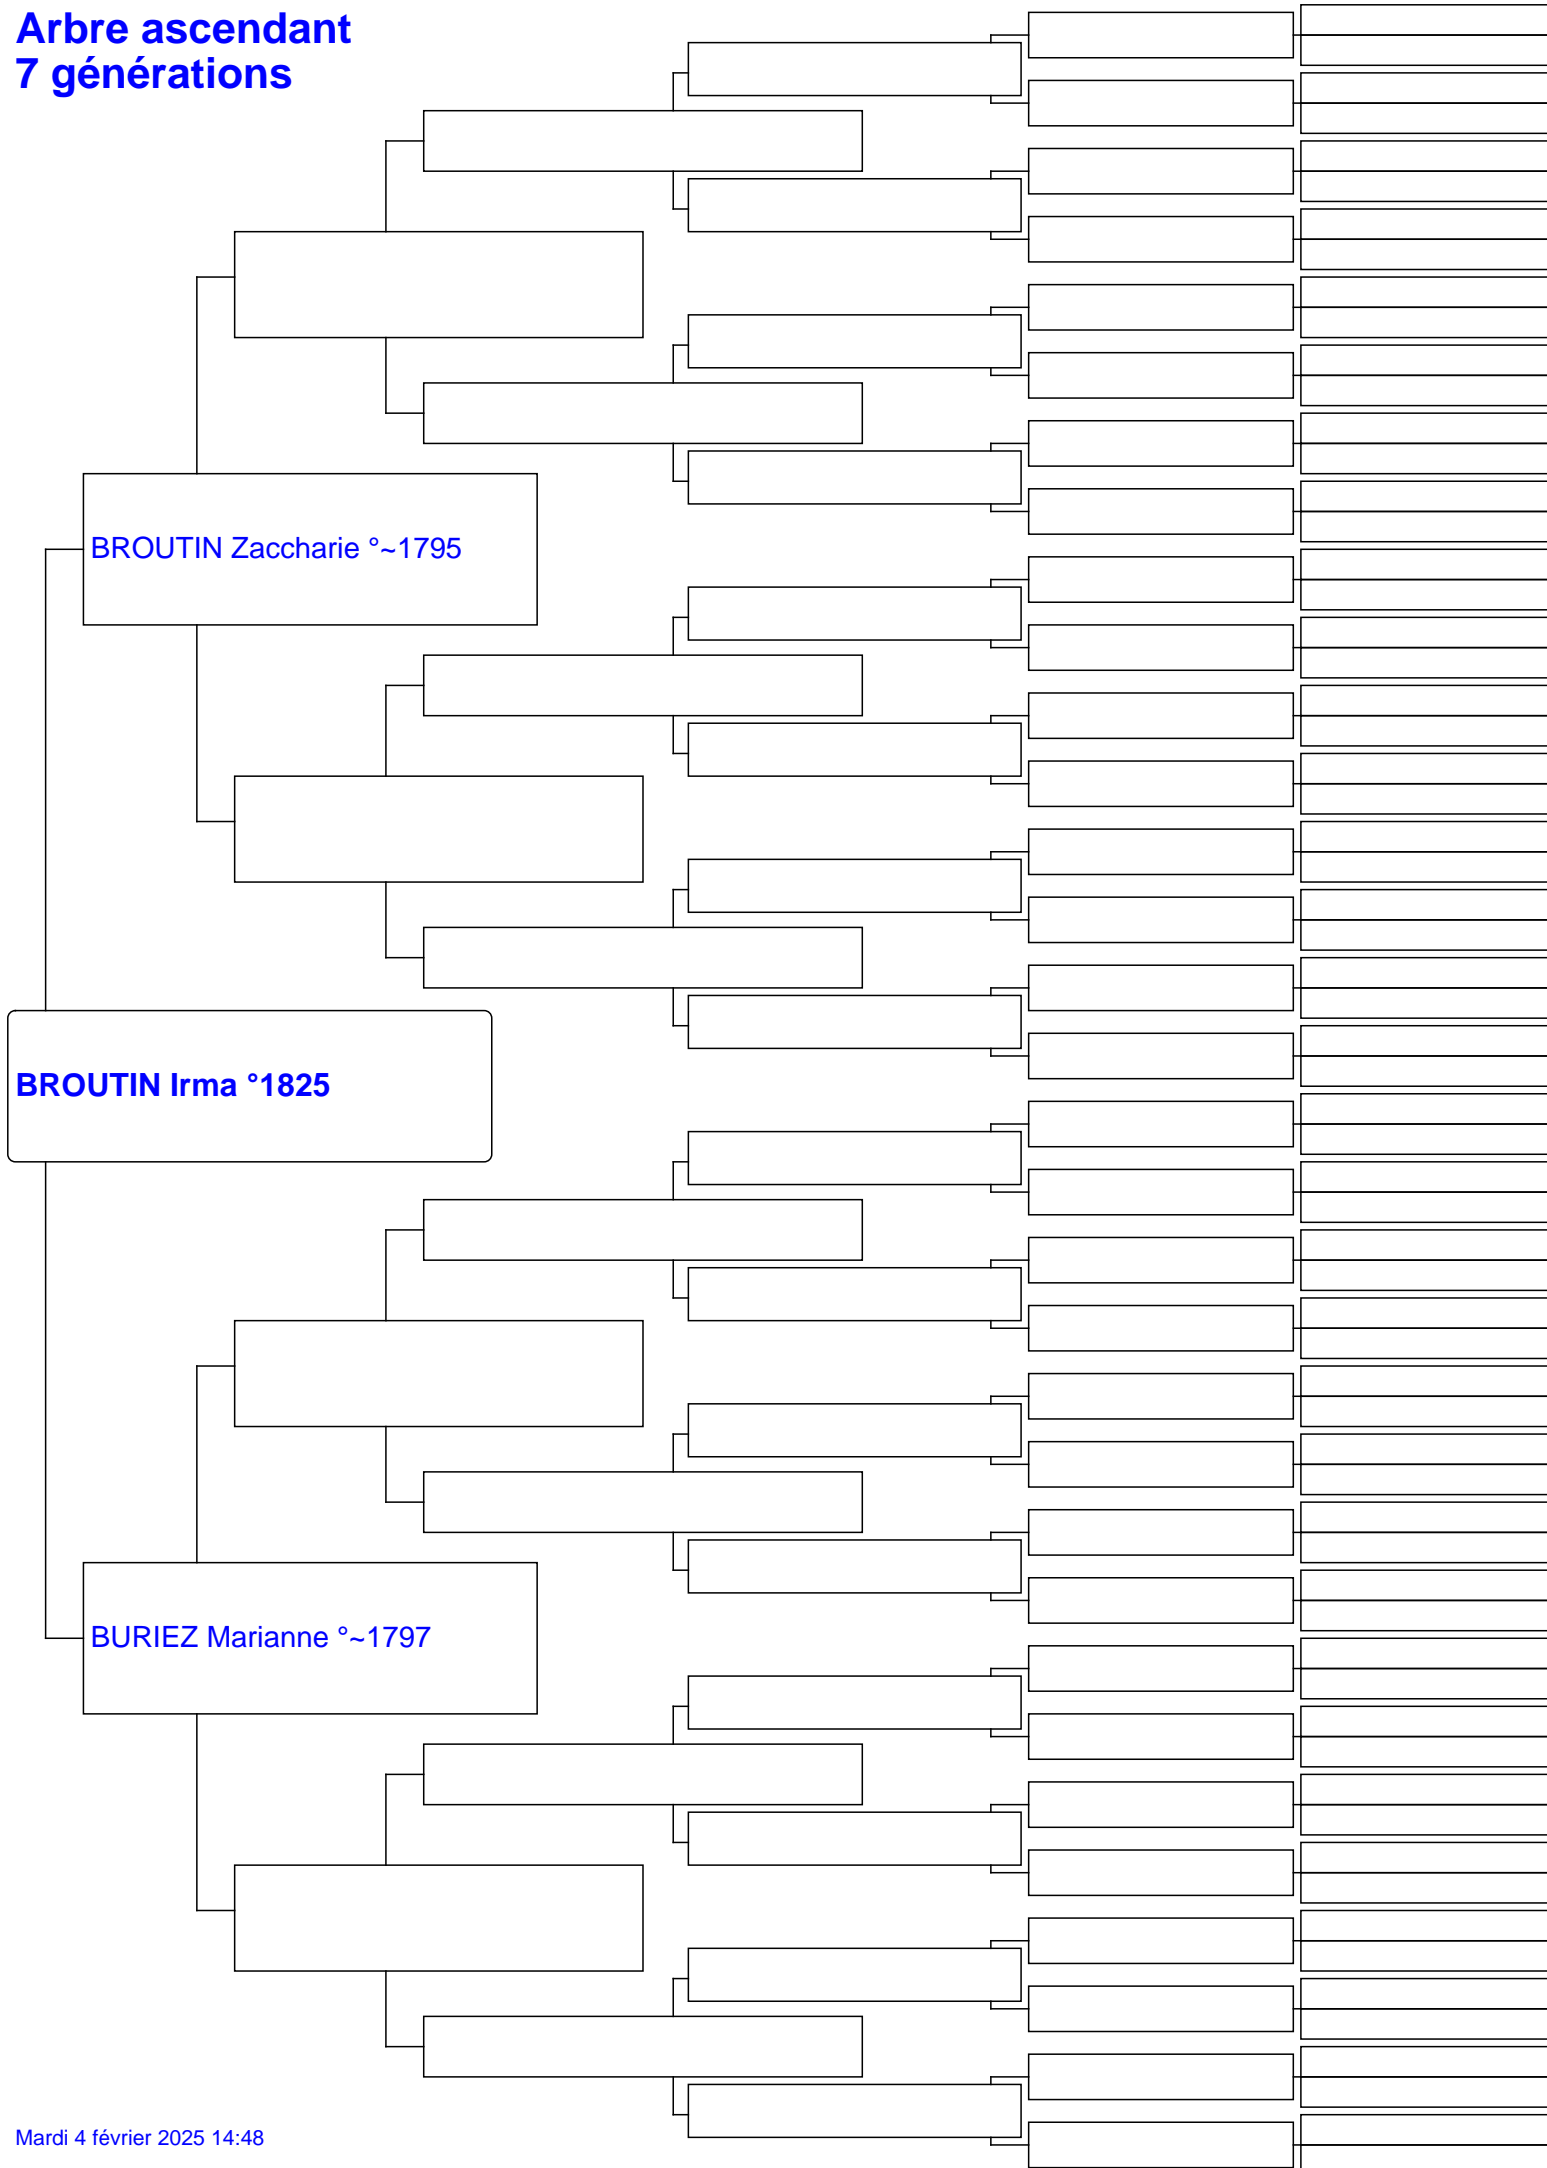 Arbre ascendant
7 générations
BROUTIN Zaccharie °~1795
BROUTIN Irma °1825
BURIEZ Marianne °~1797
Mardi 4 février 2025 14:48